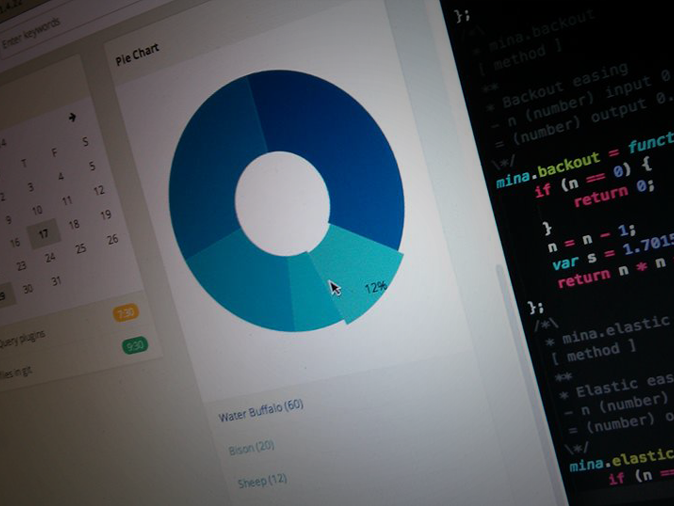 1.4.22
Enter keywords
Pie Chart
T F S
2 3 4 5
9 10 11 12
16 17 18 19
23 24 25 26
30 31
7:30
Query plugins
9:30
files in git
12%
Water Buffalo (60)
Bison (20)
Sheep (12)
};
/*\
* mina.backout
[ method ]
**
* Backout easing
- n (number) input 0
= (number) output 0.
\*/
mina.backout = funct
if (n == 0) {
return 0;
}
n = n - 1;
var s = 1.7015
return n * n
};
/*\
* mina.elastic
[ method ]
**
* Elastic eas
- n (number)
= (number) o
\*/
mina.elastic
if (n ==